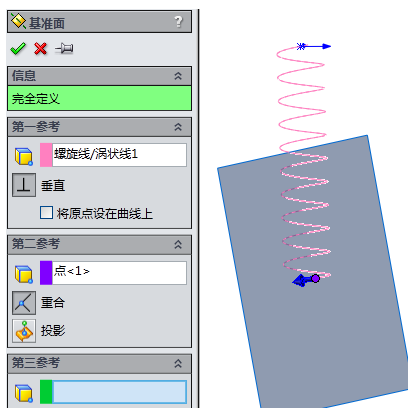 基准面 ?
信息
完全定义
第一参考
螺旋线/涡状线1
垂直
将原点设在曲线上
第二参考
点<1>
重合
投影
第三参考